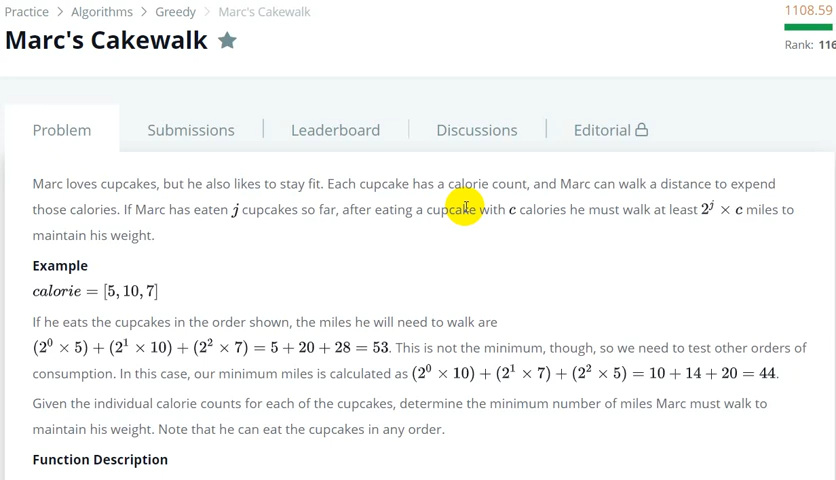 Practice > Algorithms > Greedy > Marc's Cakewalk
1108.59
Marc's Cakewalk
Rank: 116
Problem
Submissions
Leaderboard
Discussions
Editorial
Marc loves cupcakes, but he also likes to stay fit. Each cupcake has a calorie count, and Marc can walk a distance to expend
those calories. If Marc has eaten j cupcakes so far, after eating a cupcake with c calories he must walk at least 2^j × c miles to
maintain his weight.
Example
calorie = [5, 10, 7]
If he eats the cupcakes in the order shown, the miles he will need to walk are
(2^0 × 5) + (2^1 × 10) + (2^2 × 7) = 5 + 20 + 28 = 53. This is not the minimum, though, so we need to test other orders of
consumption. In this case, our minimum miles is calculated as (2^0 × 10) + (2^1 × 7) + (2^2 × 5) = 10 + 14 + 20 = 44.
Given the individual calorie counts for each of the cupcakes, determine the minimum number of miles Marc must walk to
maintain his weight. Note that he can eat the cupcakes in any order.
Function Description